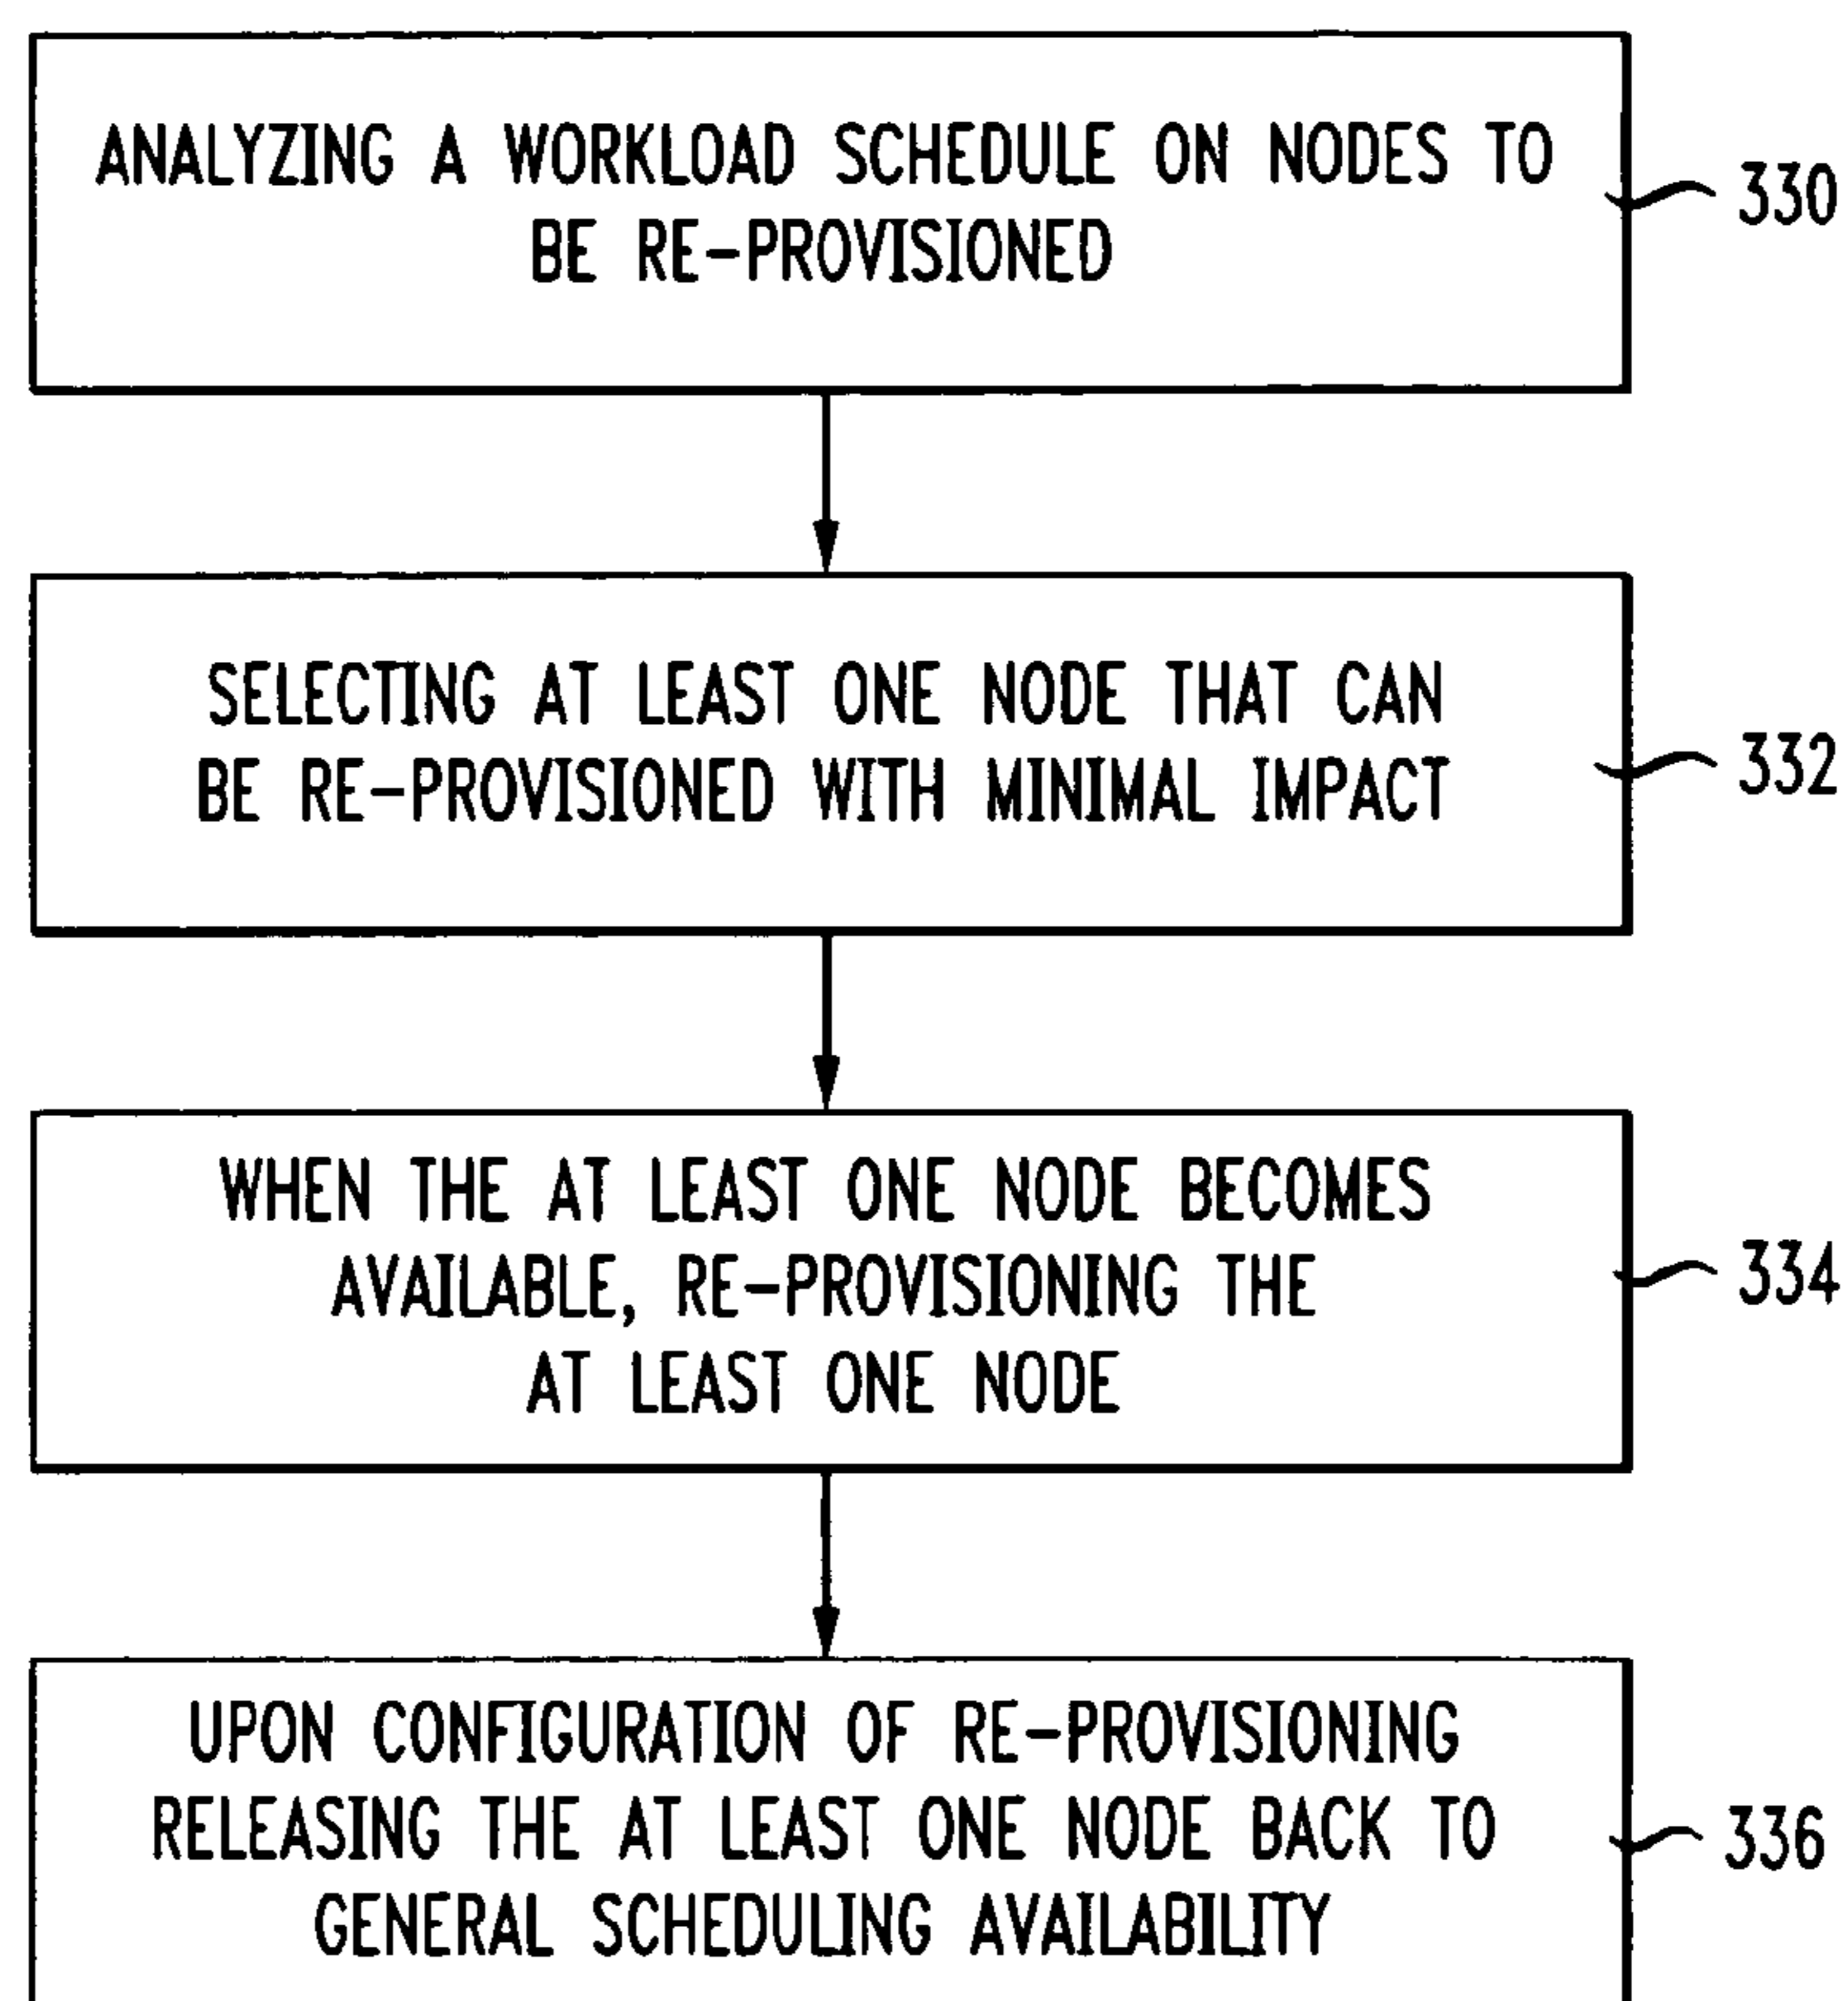 ANALYZING A WORKLOAD SCHEDULE ON NODES TO
BE RE-PROVISIONED
330
SELECTING AT LEAST ONE NODE THAT CAN
BE RE-PROVISIONED WITH MINIMAL IMPACT
332
WHEN THE AT LEAST ONE NODE BECOMES
AVAILABLE, RE-PROVISIONING THE
AT LEAST ONE NODE
334
UPON CONFIGURATION OF RE-PROVISIONING
RELEASING THE AT LEAST ONE NODE BACK TO
GENERAL SCHEDULING AVAILABILITY
336